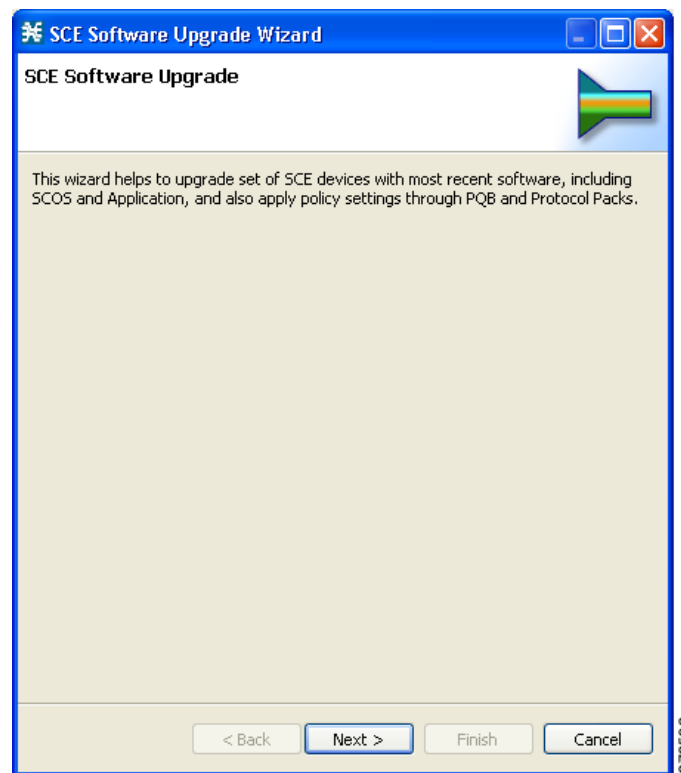 SCE Software Upgrade Wizard
SCE Software Upgrade
This wizard helps to upgrade set of SCE devices with most recent software, including
SCOS and Application, and also apply policy settings through PQB and Protocol Packs.
< Back Next > Finish Cancel